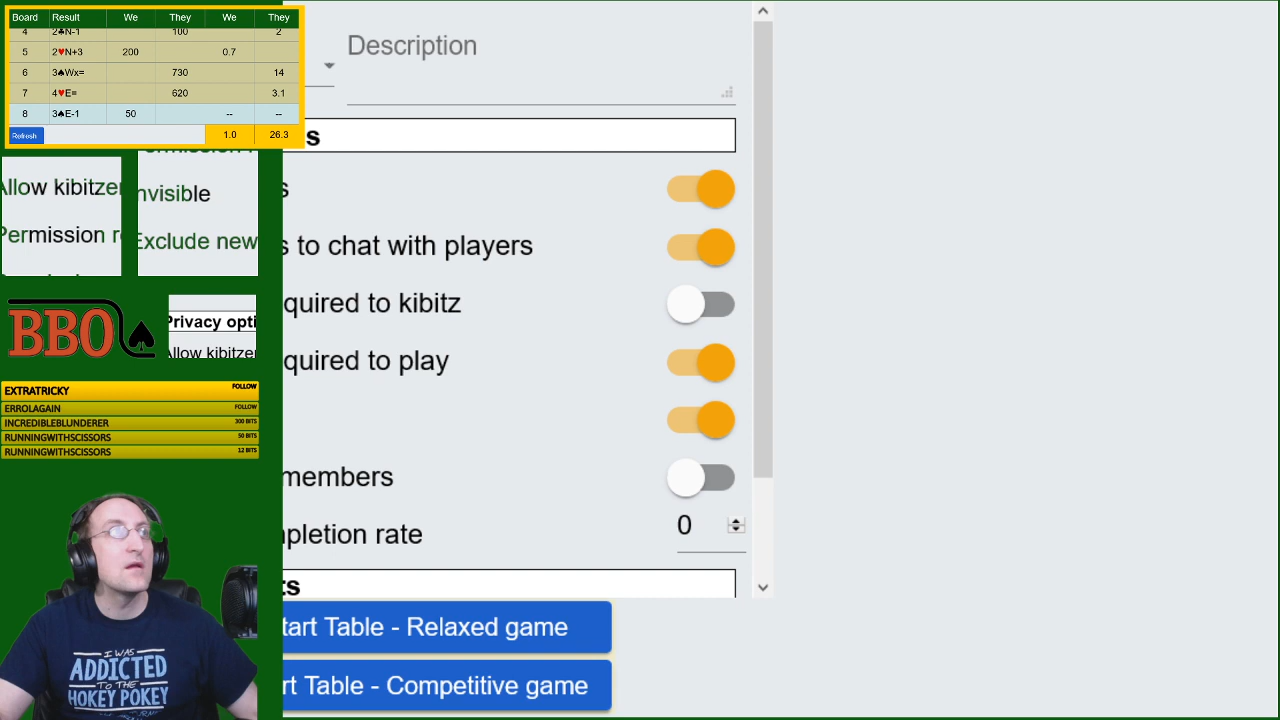 Board Result We They We They
4 2♣N-1 100 2
5 2♥N+3 200 0.7
6 3♠Wx= 730 14
7 4♥E= 620 3.1
8 3♠E-1 50 -- --
Refresh 1.0 26.3
Description
s
s
s to chat with players
quired to kibitz
quired to play
members
pletion rate
0
ts
tart Table - Relaxed game
rt Table - Competitive game
Allow kibitzer
Permission r
nvisible
Exclude new
BBO
Privacy opti
Allow kibitzer
EXTRATRICKY FOLLOW
ERROLAGAIN FOLLOW
INCREDIBLEBLUNDERER 300 BITS
RUNNINGWITHSCISSORS 50 BITS
RUNNINGWITHSCISSORS 12 BITS
I WAS
ADDICTED
TO THE
HOKEY POKEY